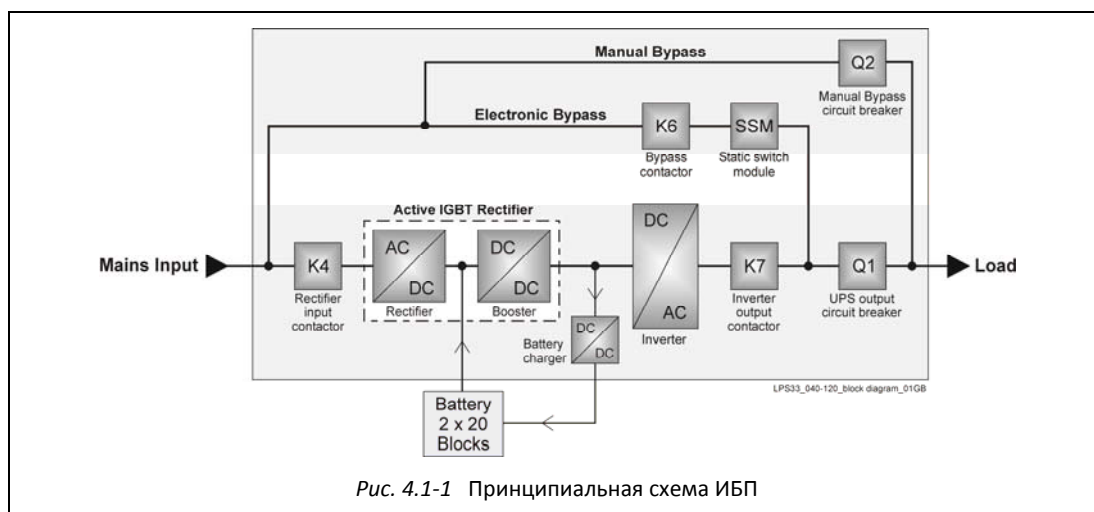 Manual Bypass
Q2
Manual Bypass
circuit breaker
Electronic Bypass
K6
SSM
Bypass
contactor
Static switch
module
Active IGBT Rectifier
Mains Input
K4
Rectifier
input
contactor
AC
DC
Rectifier
DC
DC
Booster
DC
DC
Battery
charger
DC
AC
Inverter
K7
Inverter
output
contactor
Q1
UPS output
circuit breaker
Load
Battery
2 x 20
Blocks
LPS33_040-120_block diagram_01GB
Рис. 4.1-1 Принципиальная схема ИБП